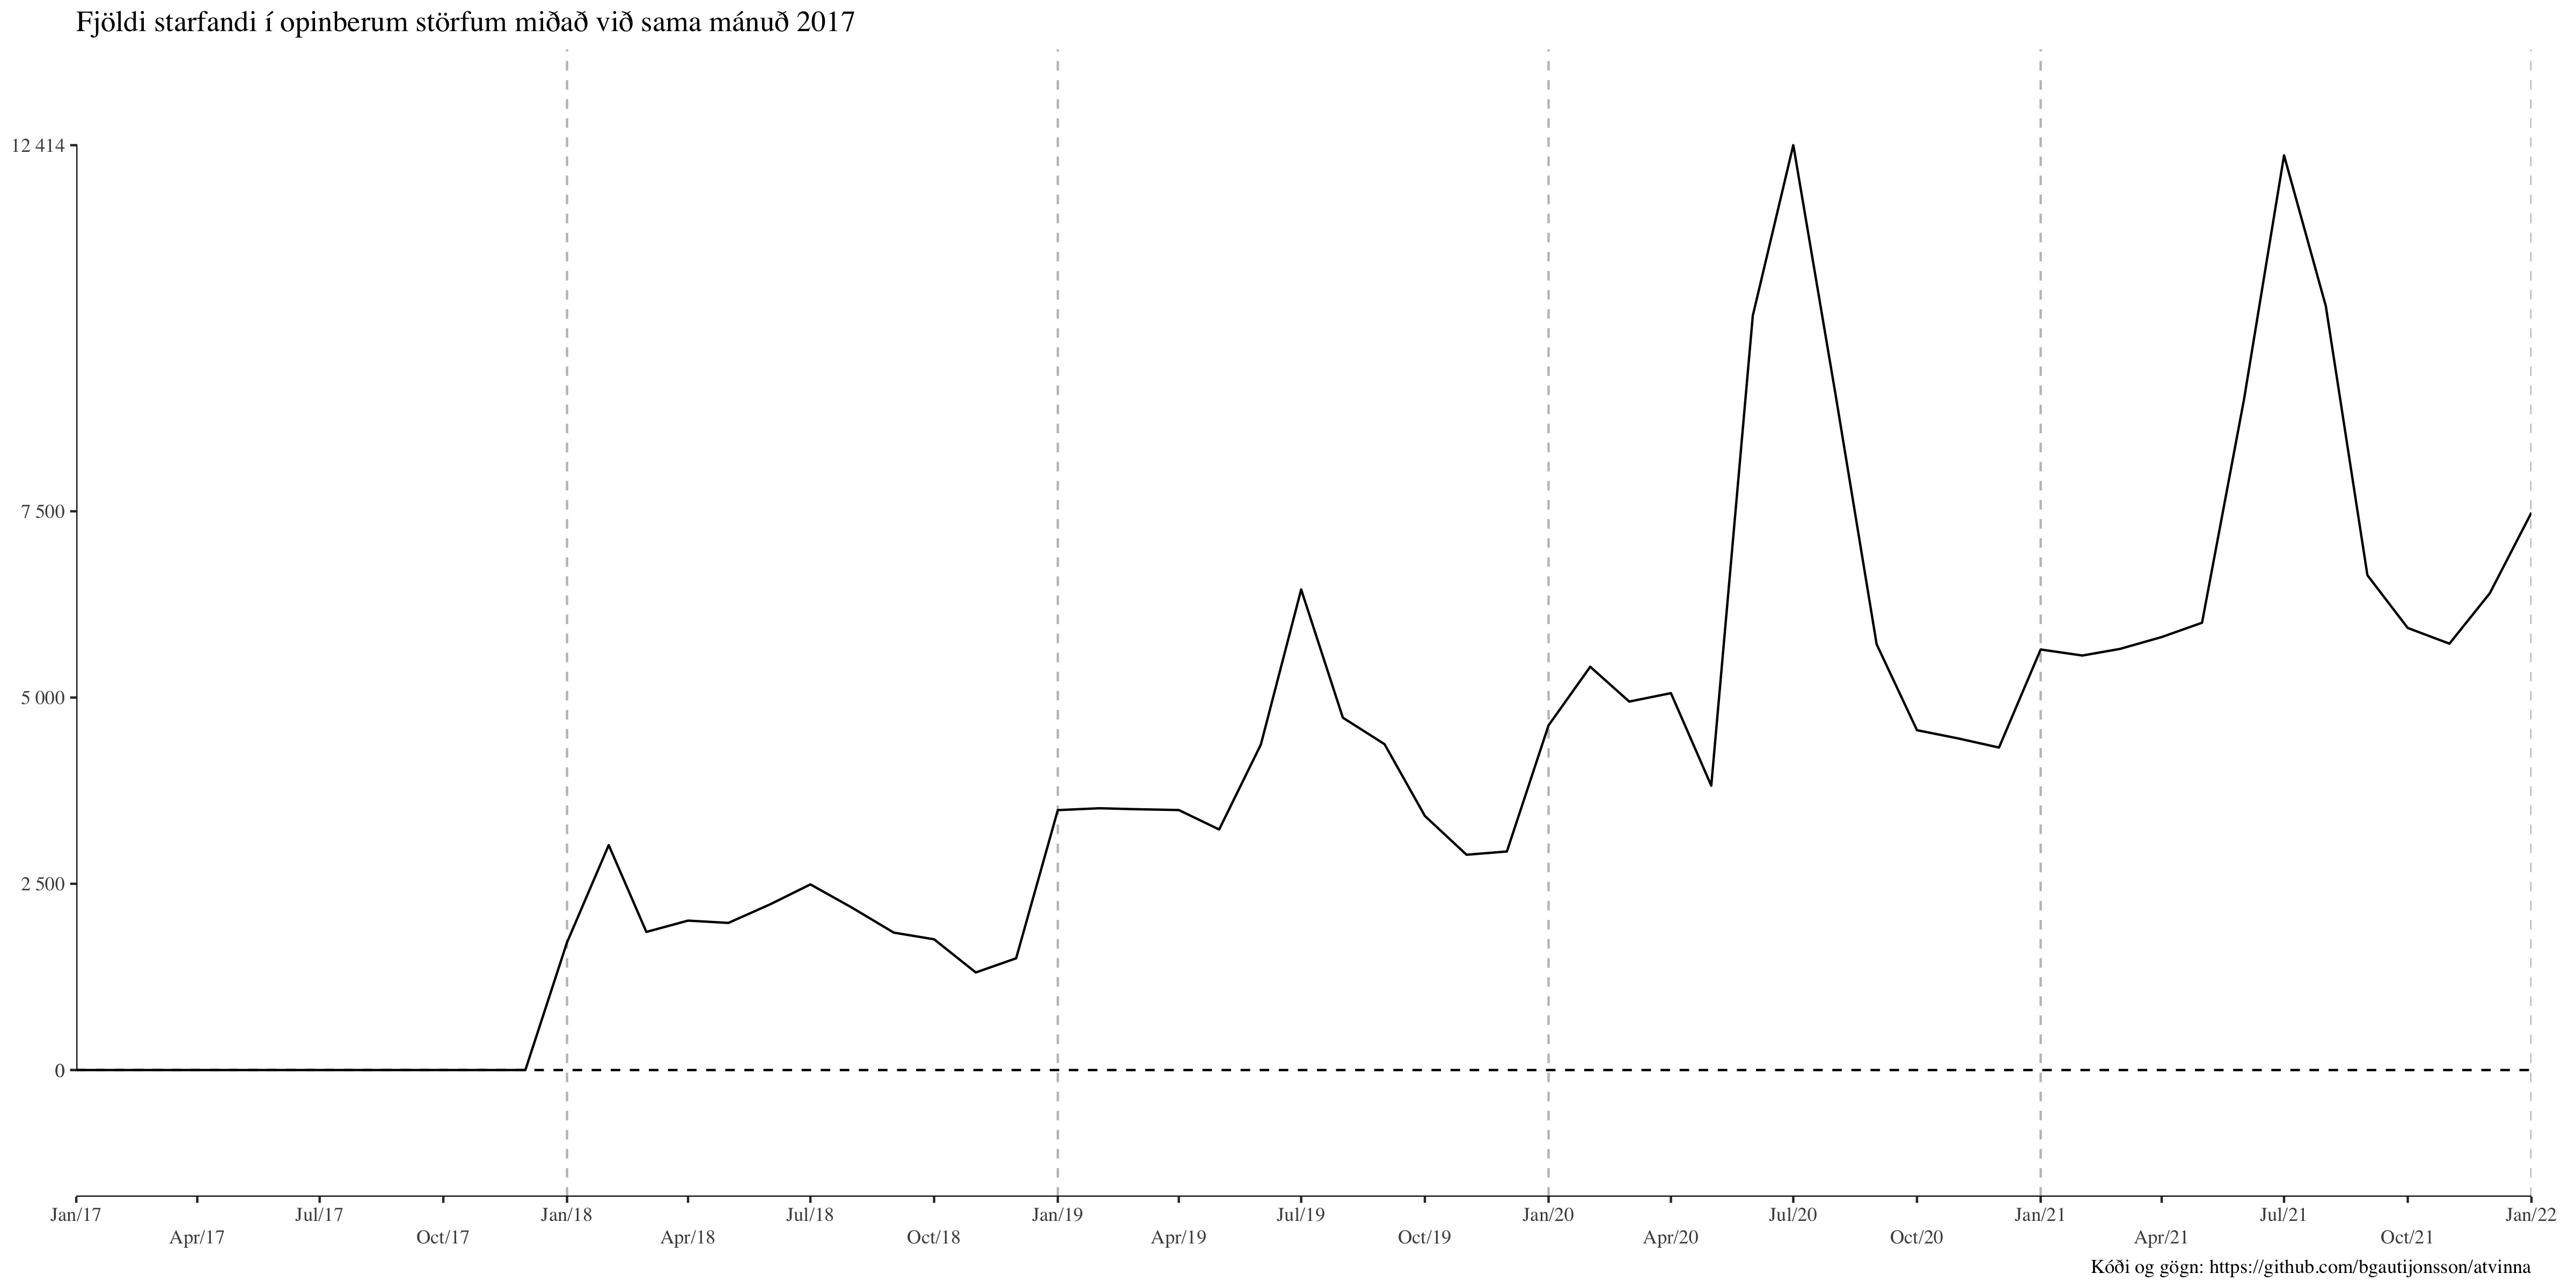 Fjöldi starfandi í opinberum störfum miðað við sama mánuð 2017
12 414
7 500
5 000
2 500
0
Jan/17 Jul/17 Jan/18 Jul/18 Jan/19 Jul/19 Jan/20 Jul/20 Jan/21 Jul/21 Jan/22
Apr/17 Oct/17 Apr/18 Oct/18 Apr/19 Oct/19 Apr/20 Oct/20 Apr/21 Oct/21
Kóði og gögn: https://github.com/bgautijonsson/atvinna